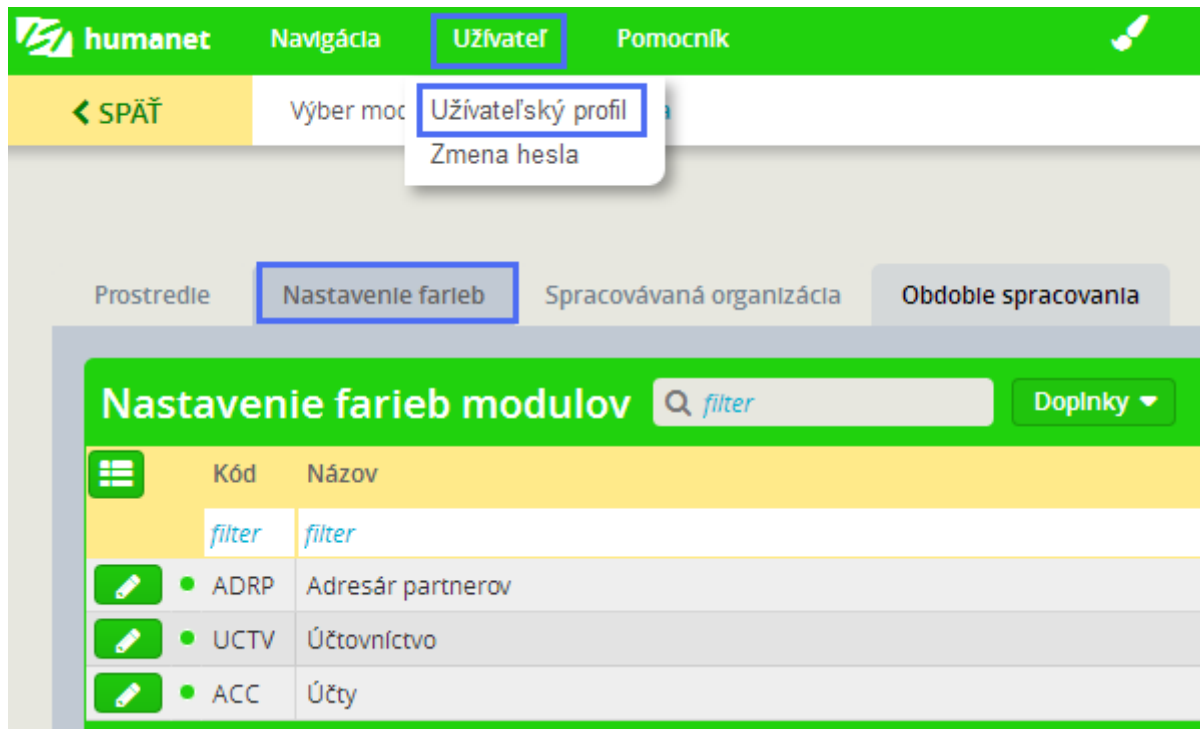 humanet Navigácia Užívateľ Pomocník
SPÄŤ Výber mod
Užívateľský profil
Zmena hesla
Prostredie Nastavenie farieb Spracovávaná organizácia Obdobie spracovania
Nastavenie farieb modulov filter Doplnky
Kód Názov
filter filter
ADRP Adresár partnerov
UCTV Účtovníctvo
ACC Účty